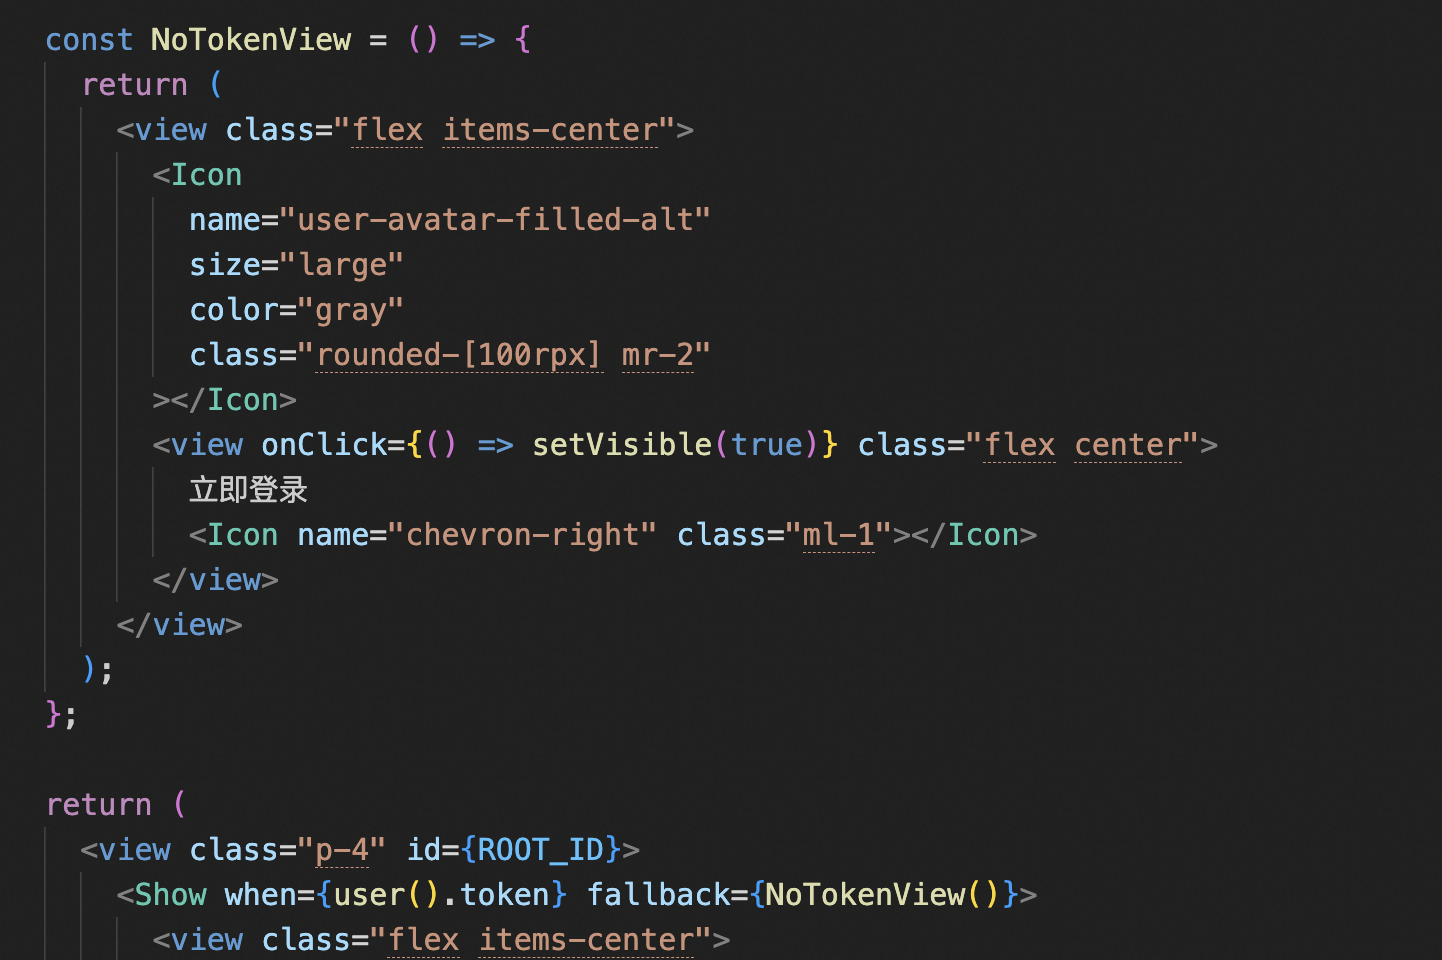 const NoTokenView = () => {
return (
<view class="flex items-center">
<Icon
name="user-avatar-filled-alt"
size="large"
color="gray"
class="rounded-[100rpx] mr-2"
></Icon>
<view onClick={() => setVisible(true)} class="flex center">
立即登录
<Icon name="chevron-right" class="ml-1"></Icon>
</view>
</view>
);
};
return (
<view class="p-4" id={ROOT_ID}>
<Show when={user().token} fallback={NoTokenView()}>
<view class="flex items-center">